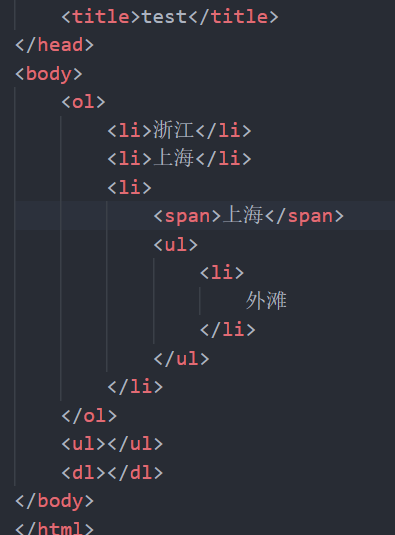 <title>test</title>
</head>
<body>
<ol>
<li>浙江</li>
<li>上海</li>
<li>
<span>上海</span>
<ul>
<li>
外滩
</li>
</ul>
</li>
</ol>
<ul></ul>
<dl></dl>
</body>
</html>